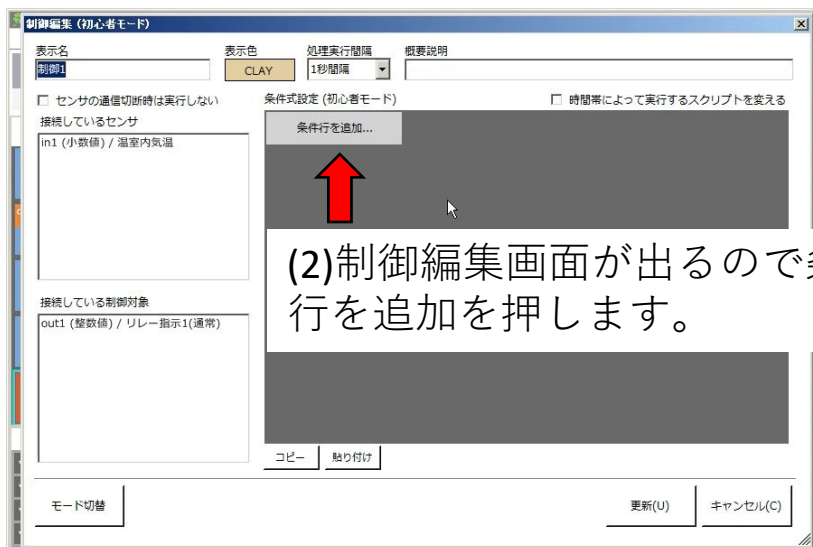 制御編集 (初心者モード)
表示名
表示色
処理実行間隔
概要説明
制御1
CLAY
1秒間隔
センサの通信切断時は実行しない
条件式設定 (初心者モード)
時間帯によって実行するスクリプトを変える
接続しているセンサ
条件行を追加...
in1 (小数値) / 温室内気温
(2)制御編集画面が出るので
行を追加を押します。
接続している制御対象
out1 (整数値) / リレー指示1(通常)
コピー
貼り付け
モード切替
更新(U)
キャンセル(C)